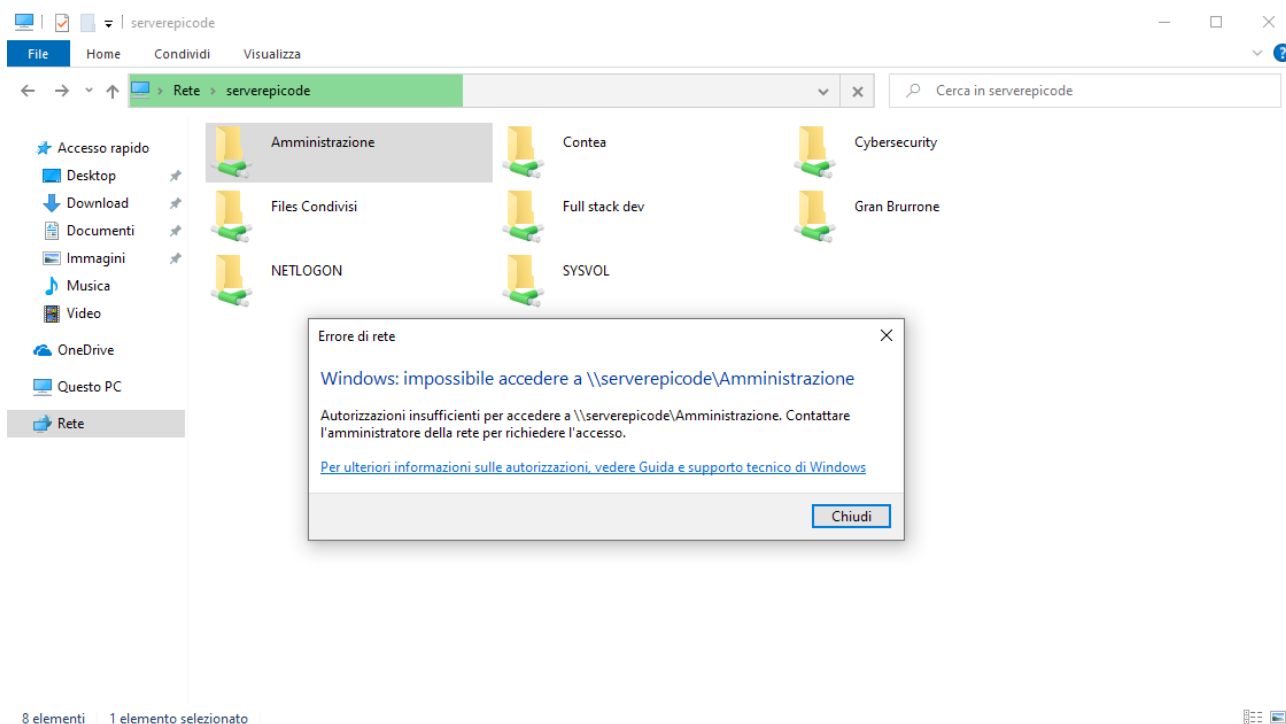 serverepicode
File Home Condividi Visualizza
Rete serverepicode
Cerca in serverepicode
Accesso rapido
Desktop
Download
Documenti
Immagini
Musica
Video
OneDrive
Questo PC
Rete
Amministrazione
Contea
Cybersecurity
Files Condivisi
Full stack dev
Gran Brurrone
NETLOGON
SYSVOL
Errore di rete
Windows: impossibile accedere a \\serverepicode\Amministrazione
Autorizzazioni insufficienti per accedere a \\serverepicode\Amministrazione. Contattare
l'amministratore della rete per richiedere l'accesso.
Per ulteriori informazioni sulle autorizzazioni, vedere Guida e supporto tecnico di Windows
Chiudi
8 elementi 1 elemento selezionato